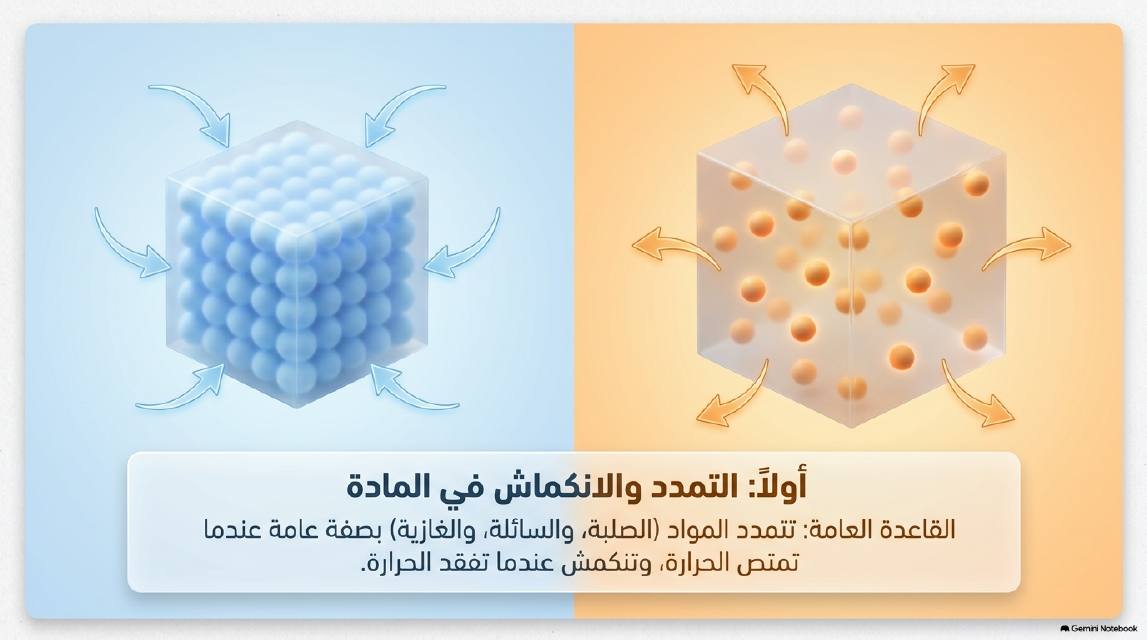 أولاً: التمدد والانكماش في المادة
القاعدة العامة: تتمدد المواد (الصلبة، والسائلة، والغازية) بصفة عامة عندما
تمتص الحرارة، وتنكمش عندما تفقد الحرارة.
Gemini Notebook